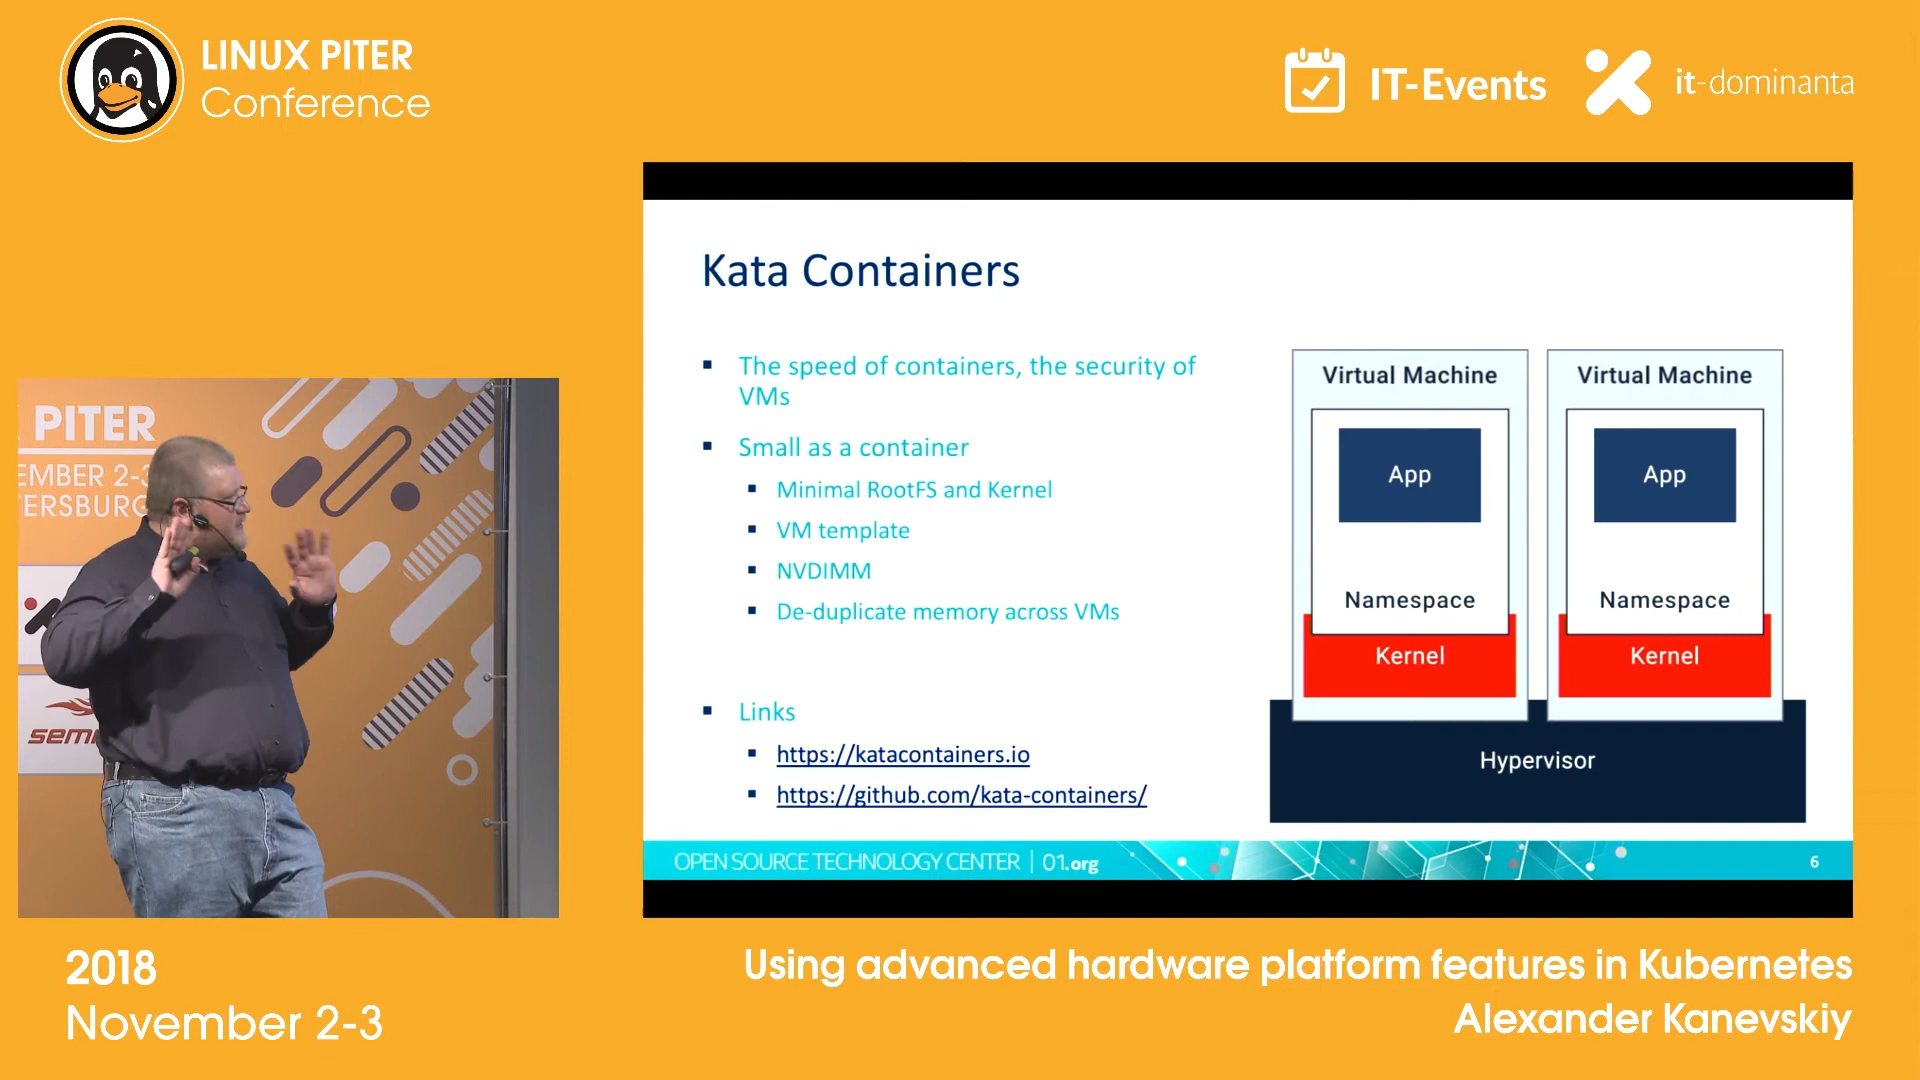 LINUX PITER
Conference
IT-Events
it-dominanta
PITER
EMBER 2-3
ERSBURG
Kata Containers
The speed of containers, the security of
VMs
Small as a container
Minimal RootFS and Kernel
VM template
NVDIMM
De-duplicate memory across VMs
Links
https://katacontainers.io
https://github.com/kata-containers/
Virtual Machine
App
Namespace
Kernel
Virtual Machine
App
Namespace
Kernel
Hypervisor
OPEN SOURCE TECHNOLOGY CENTER | 01.org
6
2018
November 2-3
Using advanced hardware platform features in Kubernetes
Alexander Kanevskiy